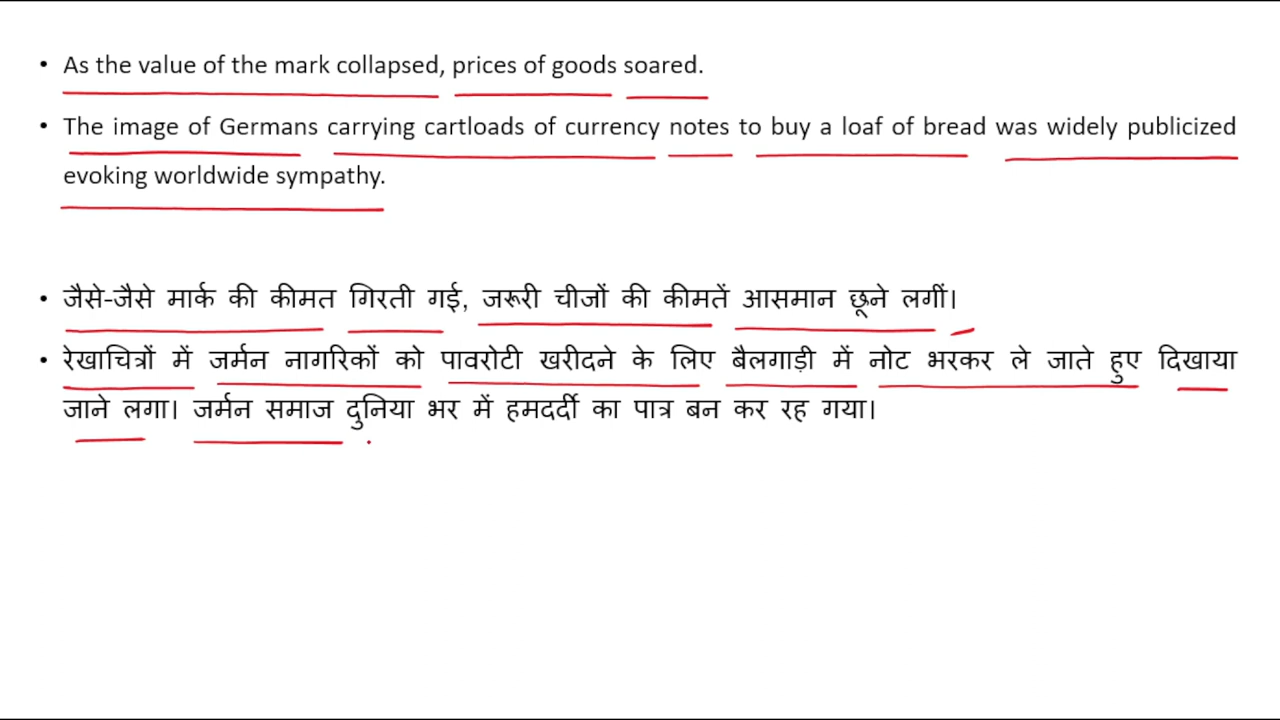 • As the value of the mark collapsed, prices of goods soared.
• The image of Germans carrying cartloads of currency notes to buy a loaf of bread was widely publicized
evoking worldwide sympathy.
• जैसे-जैसे मार्क की कीमत गिरती गई, जरूरी चीजों की कीमतें आसमान छूने लगीं।
• रेखाचित्रों में जर्मन नागरिकों को पावरोटी खरीदने के लिए बैलगाड़ी में नोट भरकर ले जाते हुए दिखाया
जाने लगा। जर्मन समाज दुनिया भर में हमदर्दी का पात्र बन कर रह गया।